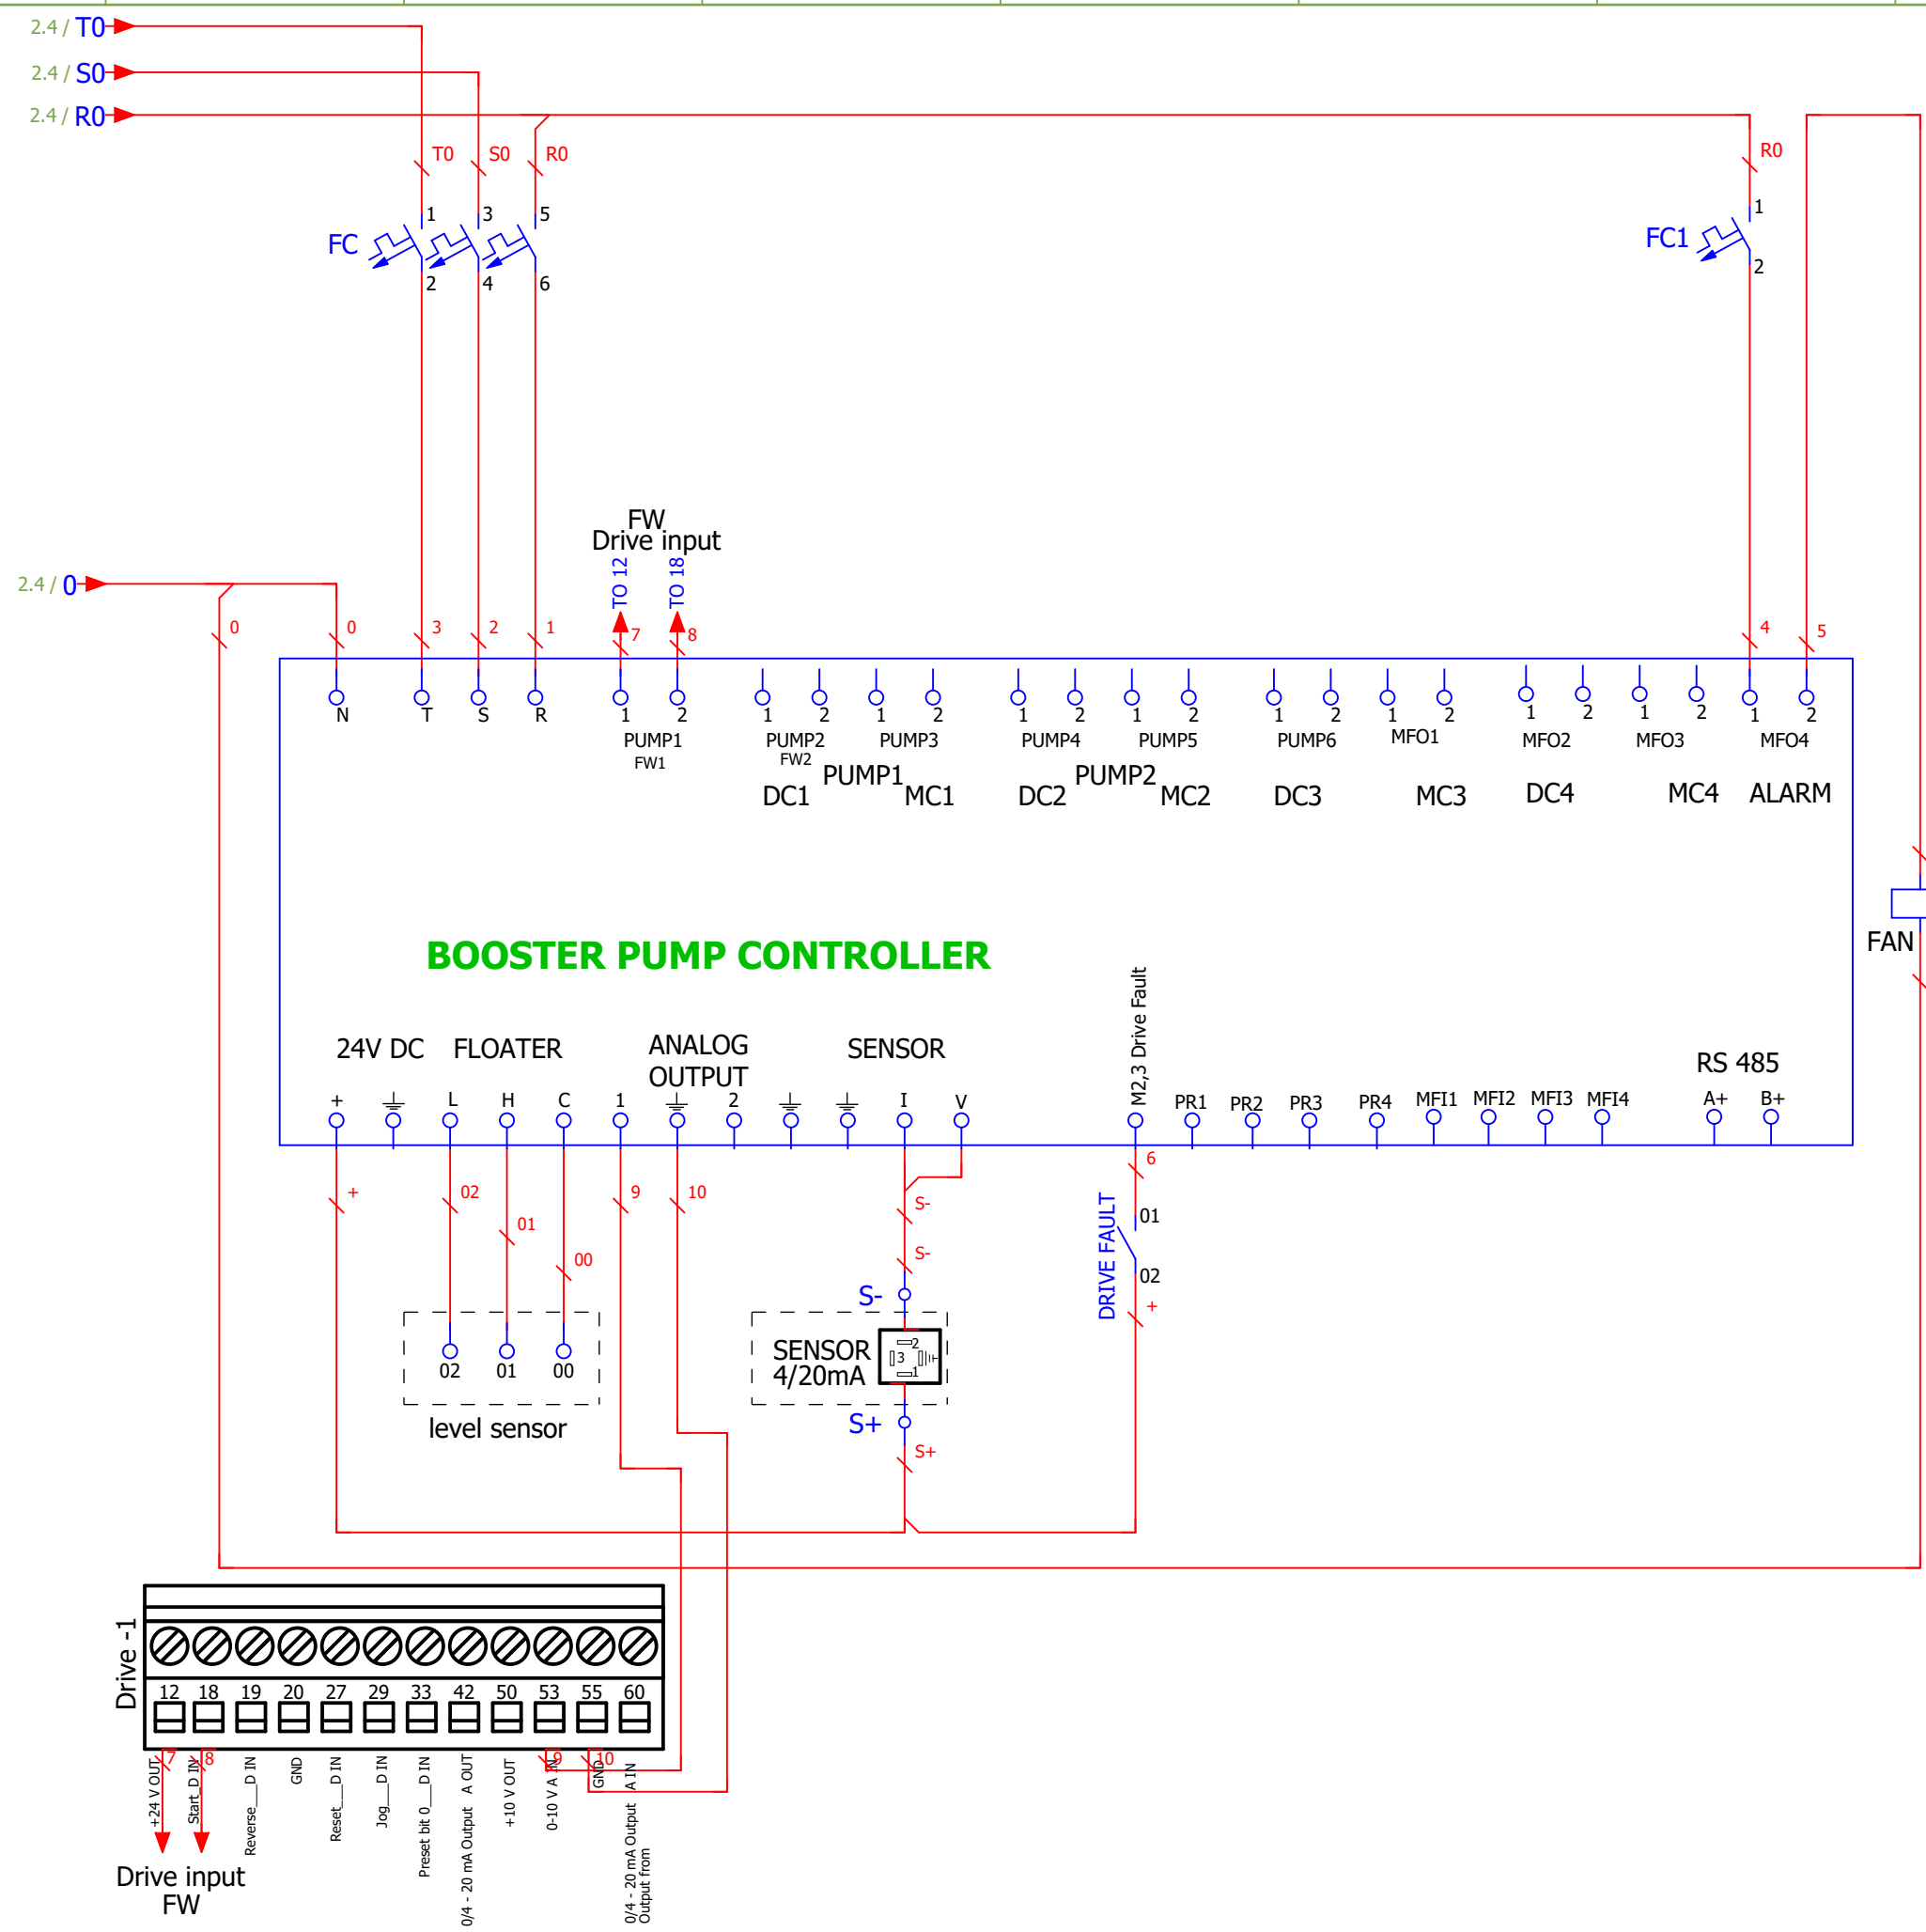 2.4 / T0
2.4 / S0
2.4 / R0
T0 S0 R0 R0
1 3 5 1
FC FC1
2 4 6 2
FW
Drive input
TO 12 TO 18
2.4 / 0
0 0 3 2 1 7 8 4 5
N T S R 1 2 1 2 1 2 1 2 1 2 1 2 1 2 1 2 1 2 1 2
PUMP1 PUMP2 PUMP3 PUMP4 PUMP5 PUMP6 MFO1 MFO2 MFO3 MFO4
FW1 FW2
PUMP1 PUMP2
DC1 MC1 DC2 MC2 DC3 MC3 DC4 MC4 ALARM
BOOSTER PUMP CONTROLLER
FAN
M2,3 Drive Fault
24V DC FLOATER ANALOG SENSOR
OUTPUT
RS 485
+ L H C 1 2 I V PR1 PR2 PR3 PR4 MFI1 MFI2 MFI3 MFI4 A+ B+
+ 02 01 00 9 10 S- 6
S-
DRIVE FAULT
01
02
+
S-
SENSOR
4/20mA
2
3
1
02 01 00
level sensor
S+
S+
Drive -1
12 18 19 20 27 29 33 42 50 53 55 60
7 8 9 10
+24 V OUT
Start_D IN
Reverse___D IN
GND
Reset___D IN
Jog___D IN
Preset bit 0___D IN
0/4 - 20 mA Output A OUT
+10 V OUT
0-10 V A IN
GND
0/4 - 20 mA Output A IN
Output from
Drive input
FW